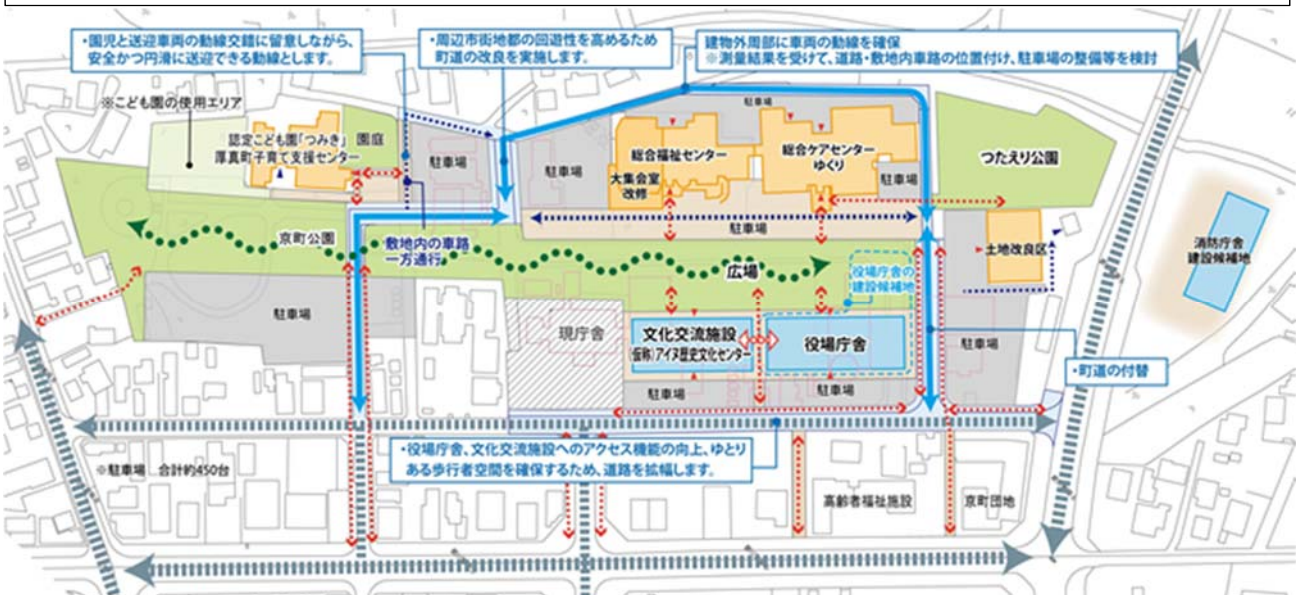 ・園児と送迎車両の動線交錯に留意しながら、
安全かつ円滑に送迎できる動線とします。
・周辺市街地都の回遊性を高めるため
町道の改良を実施します。
建物外周部に車両の動線を確保
※測量結果を受けて、道路・敷地内車路の位置付け、駐車場の整備等を検討
※こども園の使用エリア
認定こども園「つみき」
厚真町子育て支援センター
園庭
駐車場
駐車場
駐車場
総合福祉センター
大集会室
改修
総合ケアセンター
ゆくり
駐車場
つたえり公園
駐車場
京町公園
敷地内の車路
一方通行
広場
役場庁舎の
建設候補地
土地改良区
消防庁舎
建設候補地
駐車場
現庁舎
文化交流施設
(仮称)アイヌ歴史文化センター
役場庁舎
駐車場
駐車場
駐車場
・町道の付替
・役場庁舎、文化交流施設へのアクセス機能の向上、ゆとり
ある歩行者空間を確保するため、道路を拡幅します。
※駐車場 合計約450台
高齢者福祉施設
京町団地